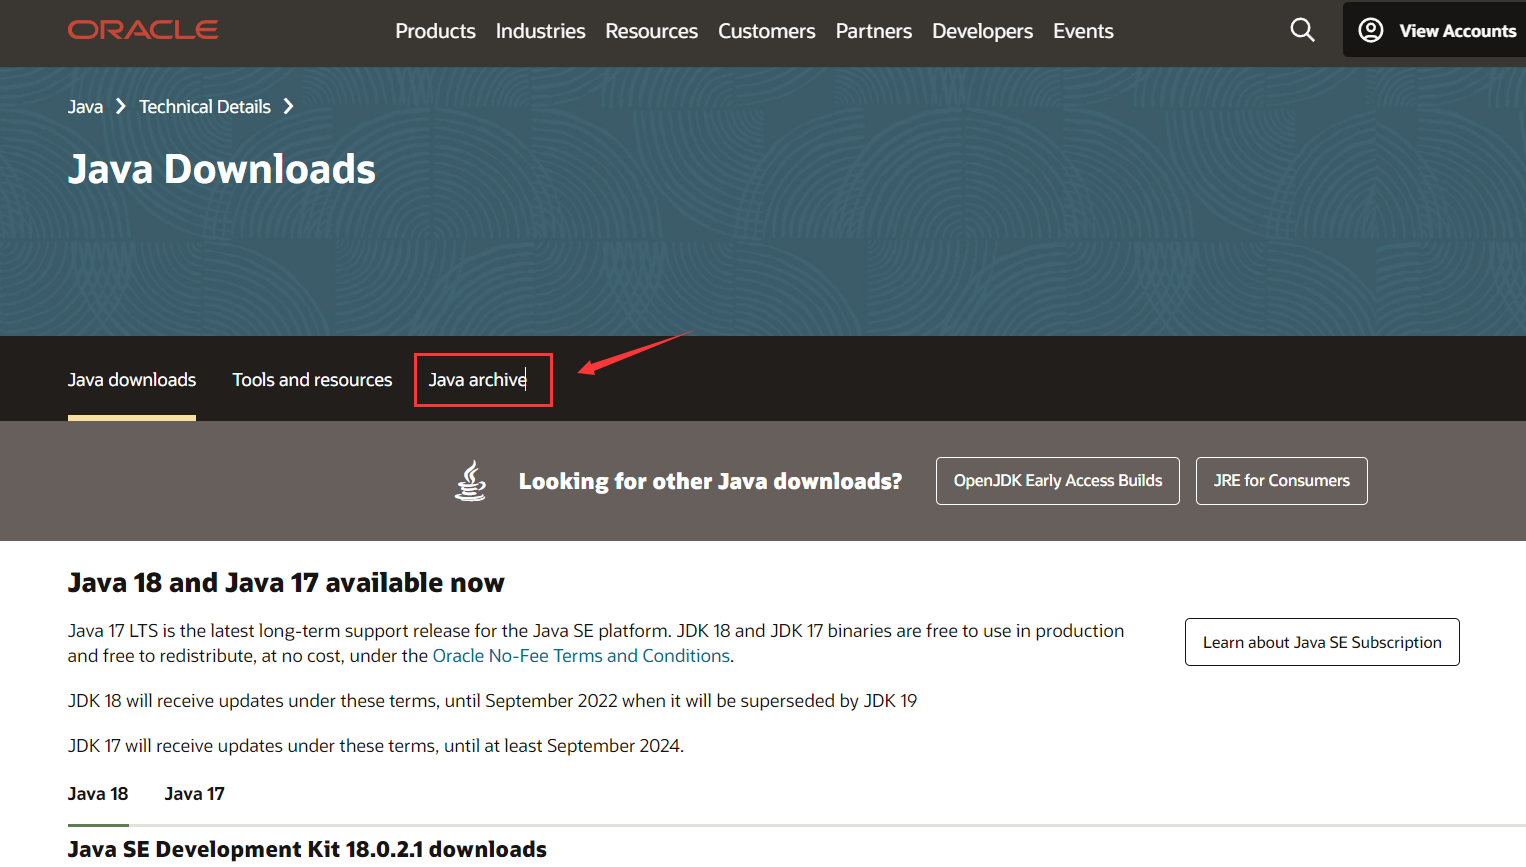 ORACLE
Products Industries Resources Customers Partners Developers Events
View Accounts
Java Technical Details
Java Downloads
Java downloads Tools and resources Java archive
Looking for other Java downloads? OpenJDK Early Access Builds JRE for Consumers
Java 18 and Java 17 available now
Java 17 LTS is the latest long-term support release for the Java SE platform. JDK 18 and JDK 17 binaries are free to use in production
and free to redistribute, at no cost, under the Oracle No-Fee Terms and Conditions.
Learn about Java SE Subscription
JDK 18 will receive updates under these terms, until September 2022 when it will be superseded by JDK 19
JDK 17 will receive updates under these terms, until at least September 2024.
Java 18 Java 17
Java SE Development Kit 18.0.2.1 downloads